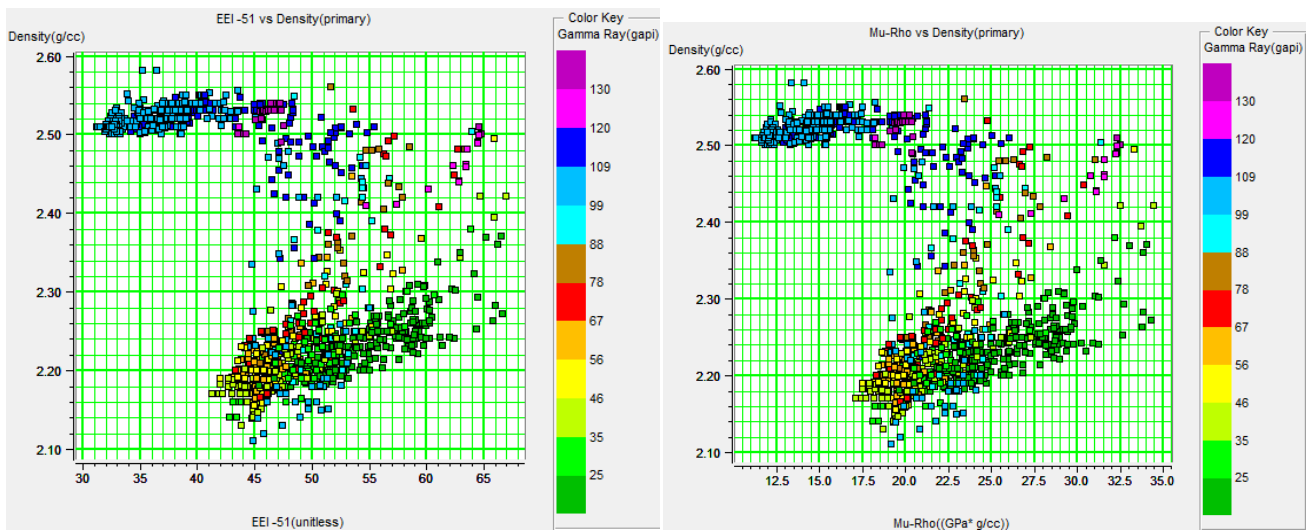 EEI -51 vs Density(primary)
Density(g/cc)
2.60
2.50
2.40
2.30
2.20
2.10
30 35 40 45 50 55 60 65
EEI -51(unitless)
Color Key
Gamma Ray(gapi)
130
120
109
99
88
78
67
56
46
35
25
Mu-Rho vs Density(primary)
Density(g/cc)
2.60
2.50
2.40
2.30
2.20
2.10
12.5 15.0 17.5 20.0 22.5 25.0 27.5 30.0 32.5 35.0
Mu-Rho((GPa* g/cc))
Color Key
Gamma Ray(gapi)
130
120
109
99
88
78
67
56
46
35
25